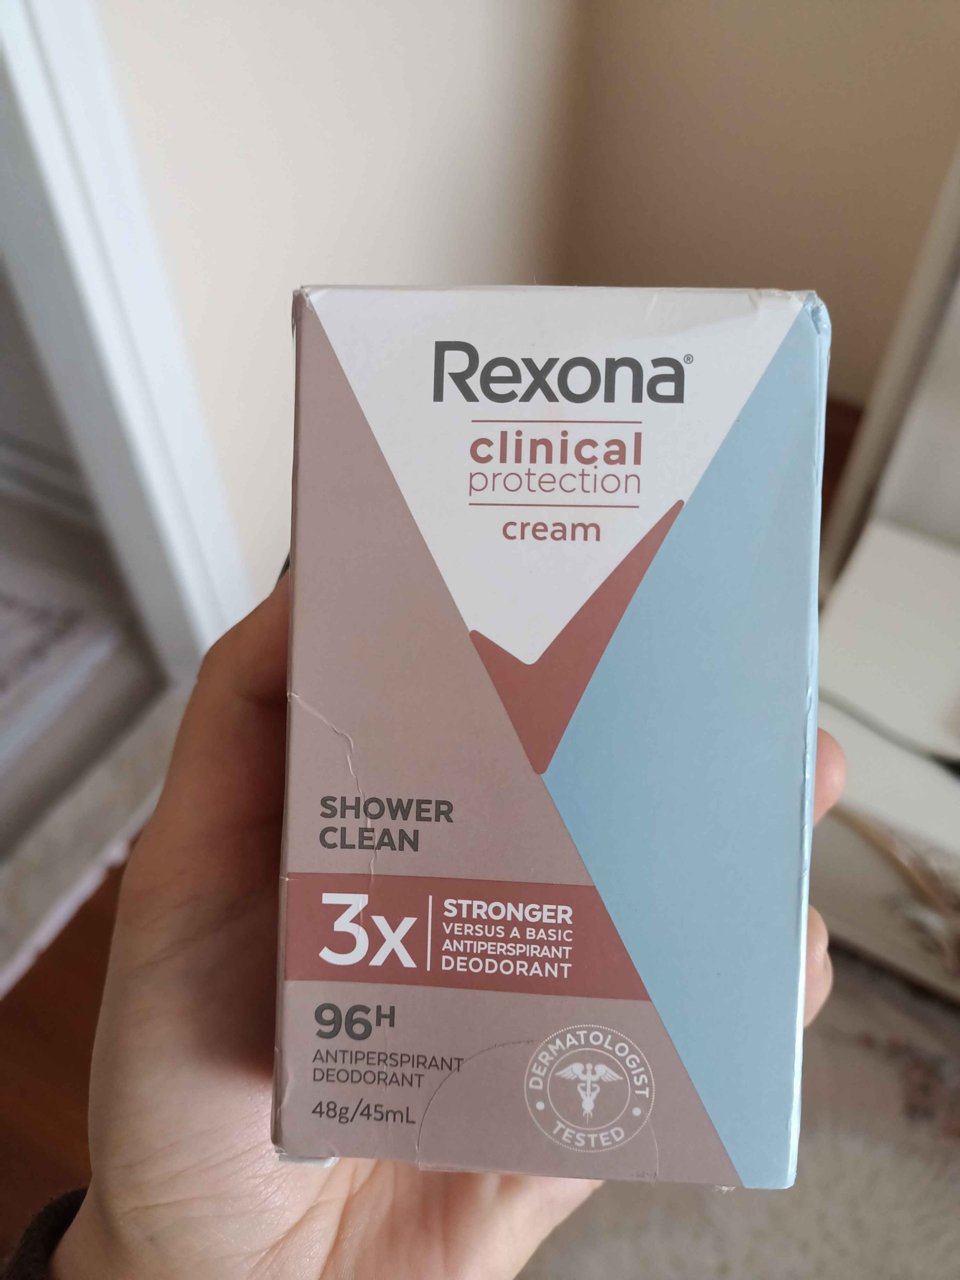 Rexona®
clinical
protection
cream
SHOWER
CLEAN
3x
STRONGER
VERSUS A BASIC
ANTIPERSPIRANT
DEODORANT
96H
ANTIPERSPIRANT
DEODORANT
48g/45mL
DERMATOLOGIST
TESTED